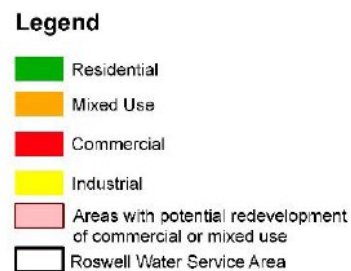 Legend
Residential
Mixed Use
Commercial
Industrial
Areas with potential redevelopment
of commercial or mixed use
Roswell Water Service Area